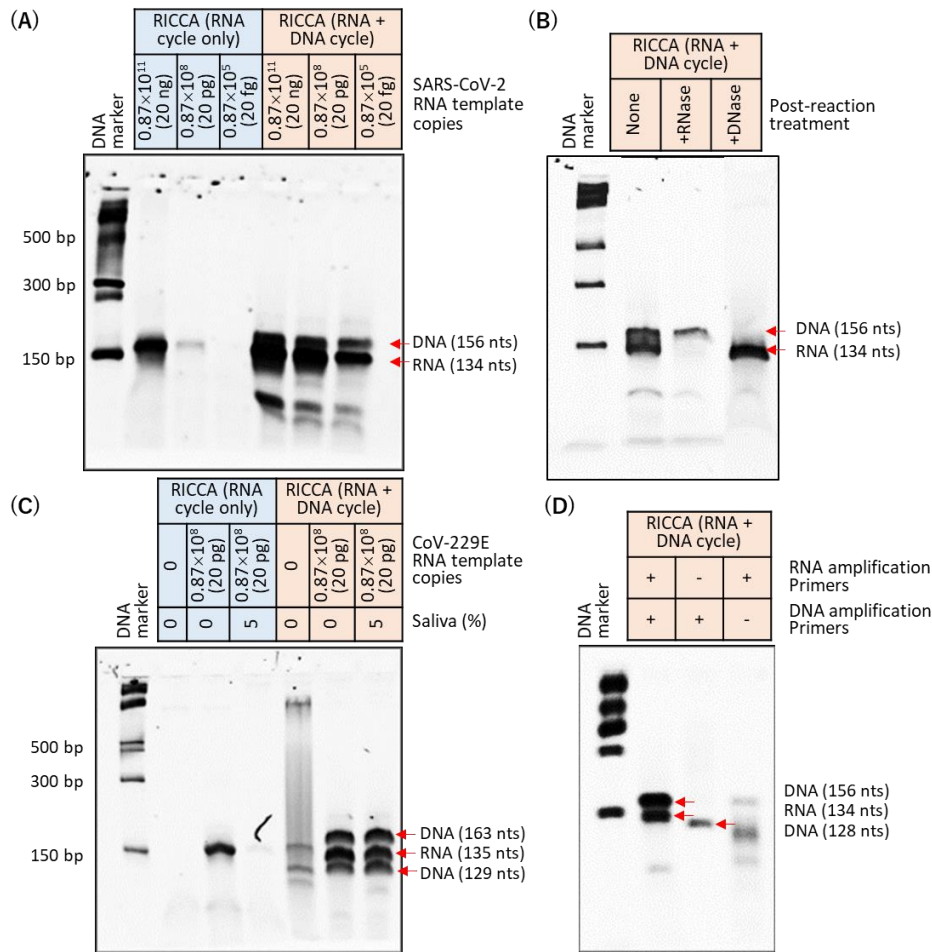 (A)
RICCA (RNA
cycle only)
RICCA (RNA +
DNA cycle)
DNA
marker
0.87×10¹¹
(20 ng)
0.87×10⁸
(20 pg)
0.87×10⁵
(20 fg)
0.87×10¹¹
(20 ng)
0.87×10⁸
(20 pg)
0.87×10⁵
(20 fg)
SARS-CoV-2
RNA template
copies
500 bp
300 bp
150 bp
DNA (156 nts)
RNA (134 nts)
(B)
RICCA (RNA +
DNA cycle)
DNA
marker
None
+RNase
+DNase
Post-reaction
treatment
DNA (156 nts)
RNA (134 nts)
(C)
RICCA (RNA
cycle only)
RICCA (RNA +
DNA cycle)
DNA
marker
0
0.87×10⁸
(20 pg)
0.87×10⁸
(20 pg)
0
0.87×10⁸
(20 pg)
0.87×10⁸
(20 pg)
CoV-229E
RNA template
copies
0 0 5 0 0 5 Saliva (%)
500 bp
300 bp
150 bp
DNA (163 nts)
RNA (135 nts)
DNA (129 nts)
(D)
RICCA (RNA +
DNA cycle)
DNA
marker
+ - + RNA amplification
Primers
+ + - DNA amplification
Primers
DNA (156 nts)
RNA (134 nts)
DNA (128 nts)